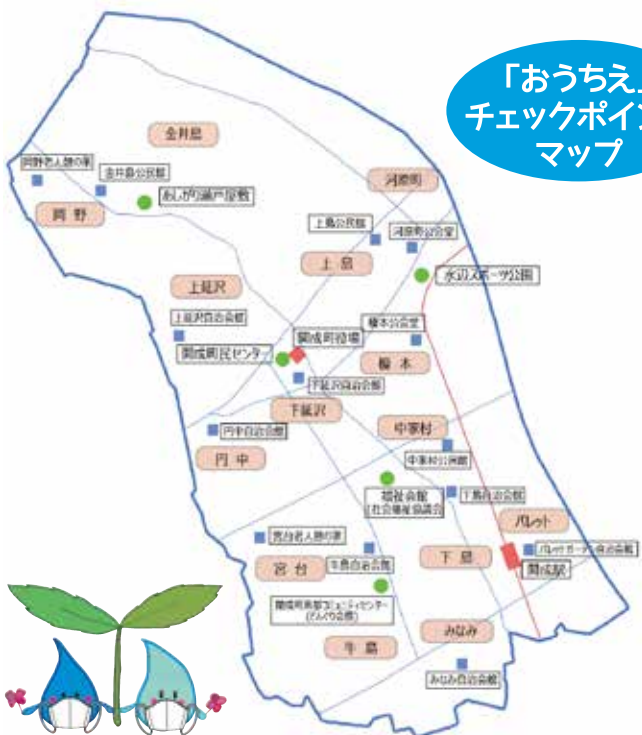 「おうちえ」
チェックポイン
マップ
金井島
岡野老人憩の家
金井島公民館
あしがり瀬戸屋敷
岡野
河原町
上島公民館
河原町公会堂
上島
水辺スポーツ公園
上延沢
上延沢自治会館
開成町役場
榎本公会堂
開成町民センター
榎本
下延沢自治会館
下延沢
円中自治会館
中家村
円中
中家村公民館
福祉会館
(社会福祉協議会
下島自治会館
パレット
宮台老人憩の家
牛島自治会館
パレットガーデン自治会館
宮台
下島
開成駅
開成町南部コミュニティセンター
(どんぐり会館)
みなみ
牛島
みなみ自治会館